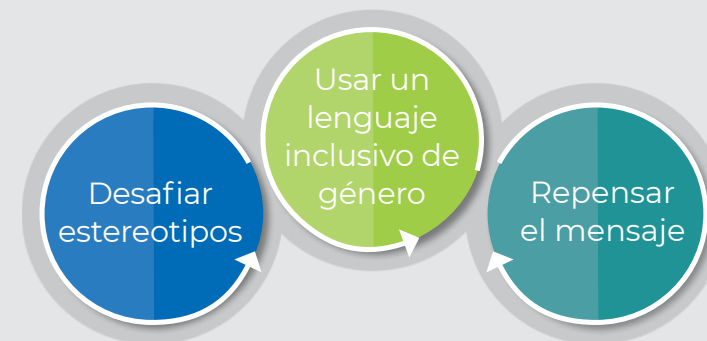 Desafiar
estereotipos
Usar un
lenguaje
inclusivo de
género
Repensar
el mensaje